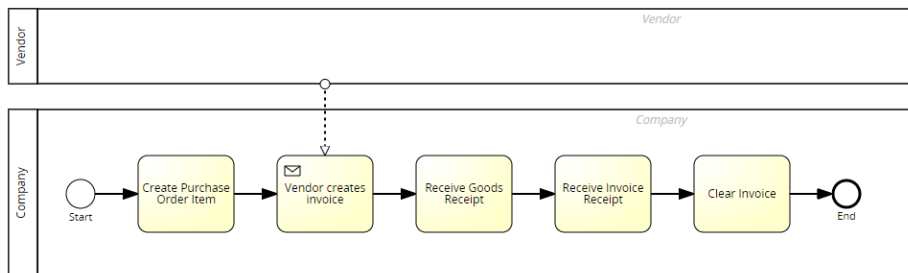 Vendor
Vendor
Company
Company
Start
Create Purchase
Order Item
Vendor creates
invoice
Receive Goods
Receipt
Receive Invoice
Receipt
Clear Invoice
End